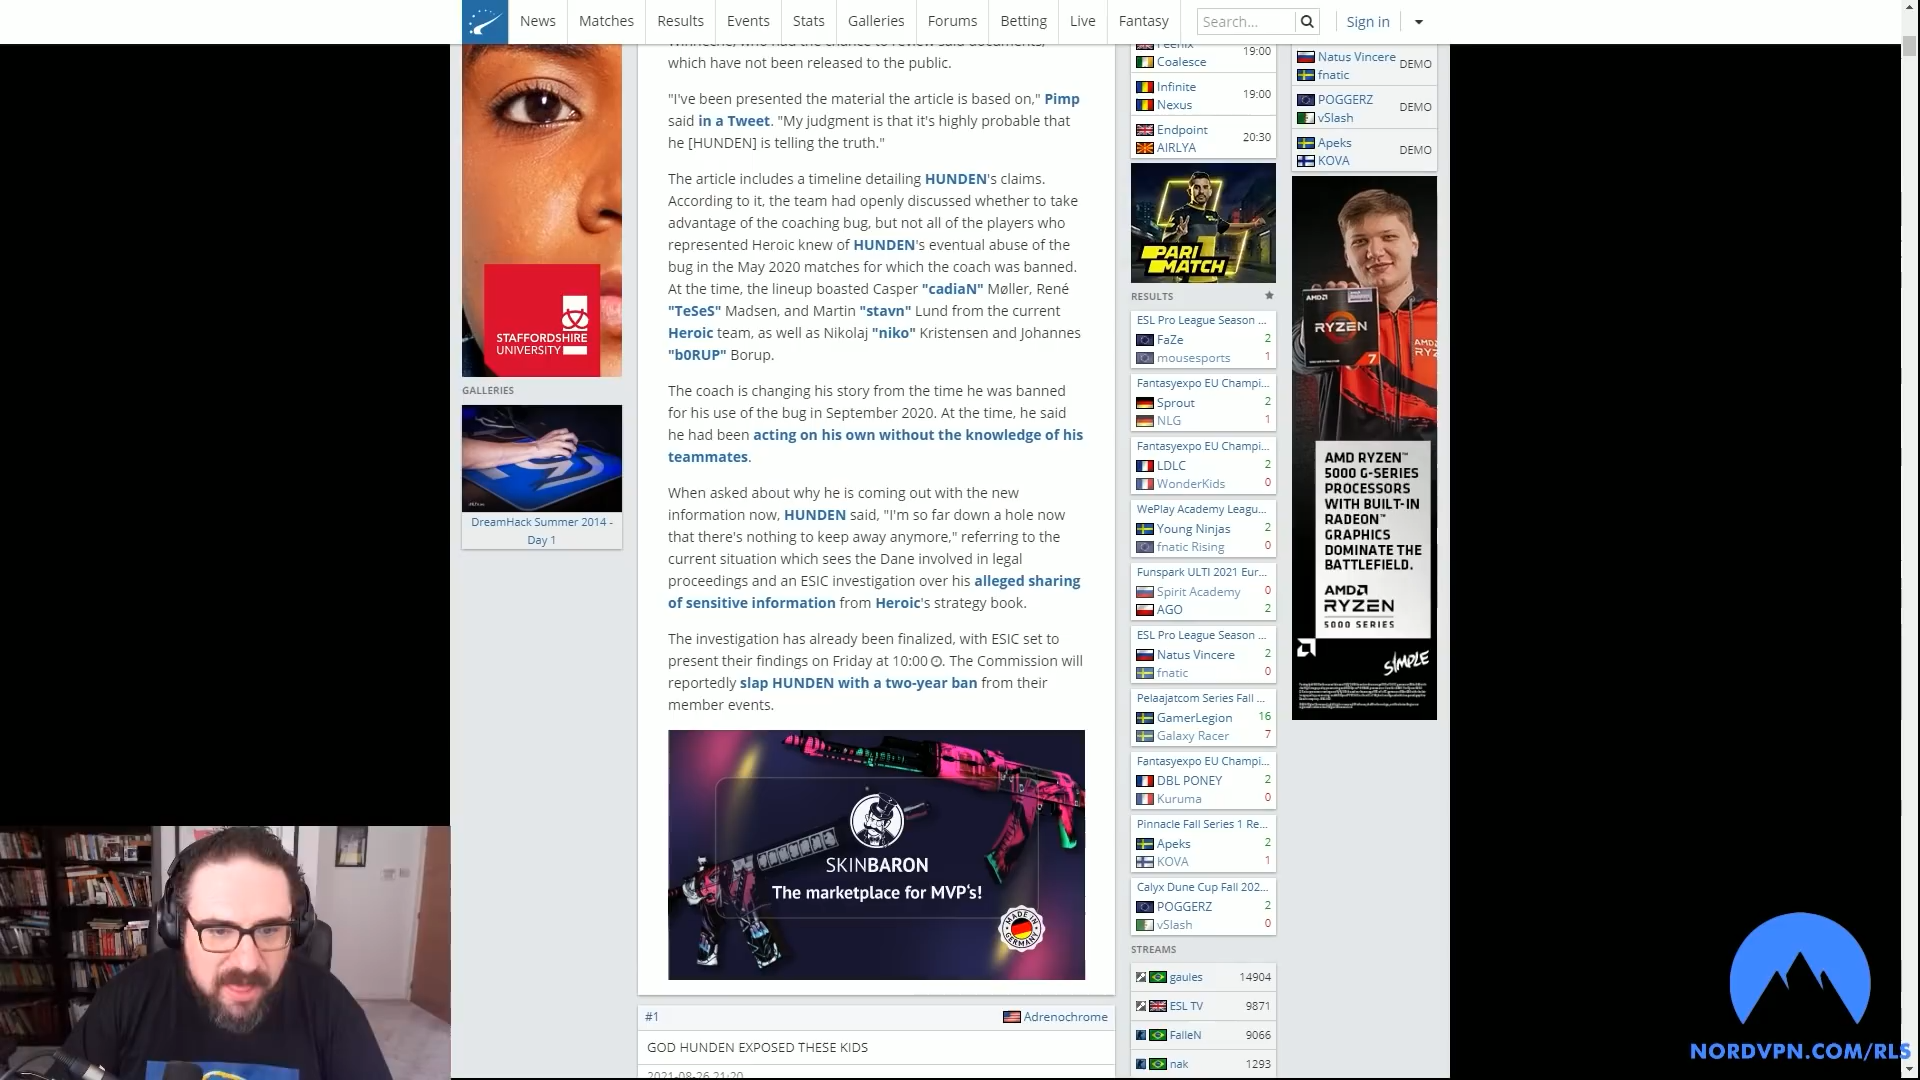 News
Matches
Results
Events
Stats
Galleries
Forums
Betting
Live
Fantasy
Search...
Sign in
which have not been released to the public.
"I've been presented the material the article is based on," Pimp
said in a Tweet. "My judgment is that it's highly probable that
he [HUNDEN] is telling the truth."
The article includes a timeline detailing HUNDEN's claims.
According to it, the team had openly discussed whether to take
advantage of the coaching bug, but not all of the players who
represented Heroic knew of HUNDEN's eventual abuse of the
bug in the May 2020 matches for which the coach was banned.
At the time, the lineup boasted Casper "cadiaN" Møller, René
"TeSeS" Madsen, and Martin "stavn" Lund from the current
Heroic team, as well as Nikolaj "niko" Kristensen and Johannes
"b0RUP" Borup.
The coach is changing his story from the time he was banned
for his use of the bug in September 2020. At the time, he said
he had been acting on his own without the knowledge of his
teammates.
When asked about why he is coming out with the new
information now, HUNDEN said, "I'm so far down a hole now
that there's nothing to keep away anymore," referring to the
current situation which sees the Dane involved in legal
proceedings and an ESIC investigation over his alleged sharing
of sensitive information from Heroic's strategy book.
The investigation has already been finalized, with ESIC set to
present their findings on Friday at 10:00. The Commission will
reportedly slap HUNDEN with a two-year ban from their
member events.
SKINBARON
The marketplace for MVP's!
MADE IN
GERMANY
#1
Adrenochrome
GOD HUNDEN EXPOSED THESE KIDS
2021-08-26 21:20
STAFFORDSHIRE
UNIVERSITY
GALLERIES
DreamHack Summer 2014 -
Day 1
Feenix
19:00
Coalesce
Infinite
19:00
Nexus
Endpoint
20:30
AIRLYA
PARI
MATCH
RESULTS
ESL Pro League Season ...
FaZe 2
mousesports 1
Fantasyexpo EU Champi...
Sprout 2
NLG 1
Fantasyexpo EU Champi...
LDLC 2
WonderKids 0
WePlay Academy Leagu...
Young Ninjas 2
fnatic Rising 0
Funspark ULTI 2021 Eur...
Spirit Academy 0
AGO 2
ESL Pro League Season ...
Natus Vincere 2
fnatic 0
Pelaajatcom Series Fall ...
GamerLegion 16
Galaxy Racer 7
Fantasyexpo EU Champi...
DBL PONEY 2
Kuruma 0
Pinnacle Fall Series 1 Re...
Apeks 2
KOVA 1
Calyx Dune Cup Fall 202...
POGGERZ 2
vSlash 0
STREAMS
gaules 14904
ESL TV 9871
FalleN 9066
nak 1293
Natus Vincere
DEMO
fnatic
POGGERZ
DEMO
vSlash
Apeks
DEMO
KOVA
AMD
RYZEN
7
AMD RYZEN™
5000 G-SERIES
PROCESSORS
WITH BUILT-IN
RADEON™
GRAPHICS
DOMINATE THE
BATTLEFIELD.
AMD
RYZEN
5000 SERIES
S1MPLE
NORDVPN.COM/RLS